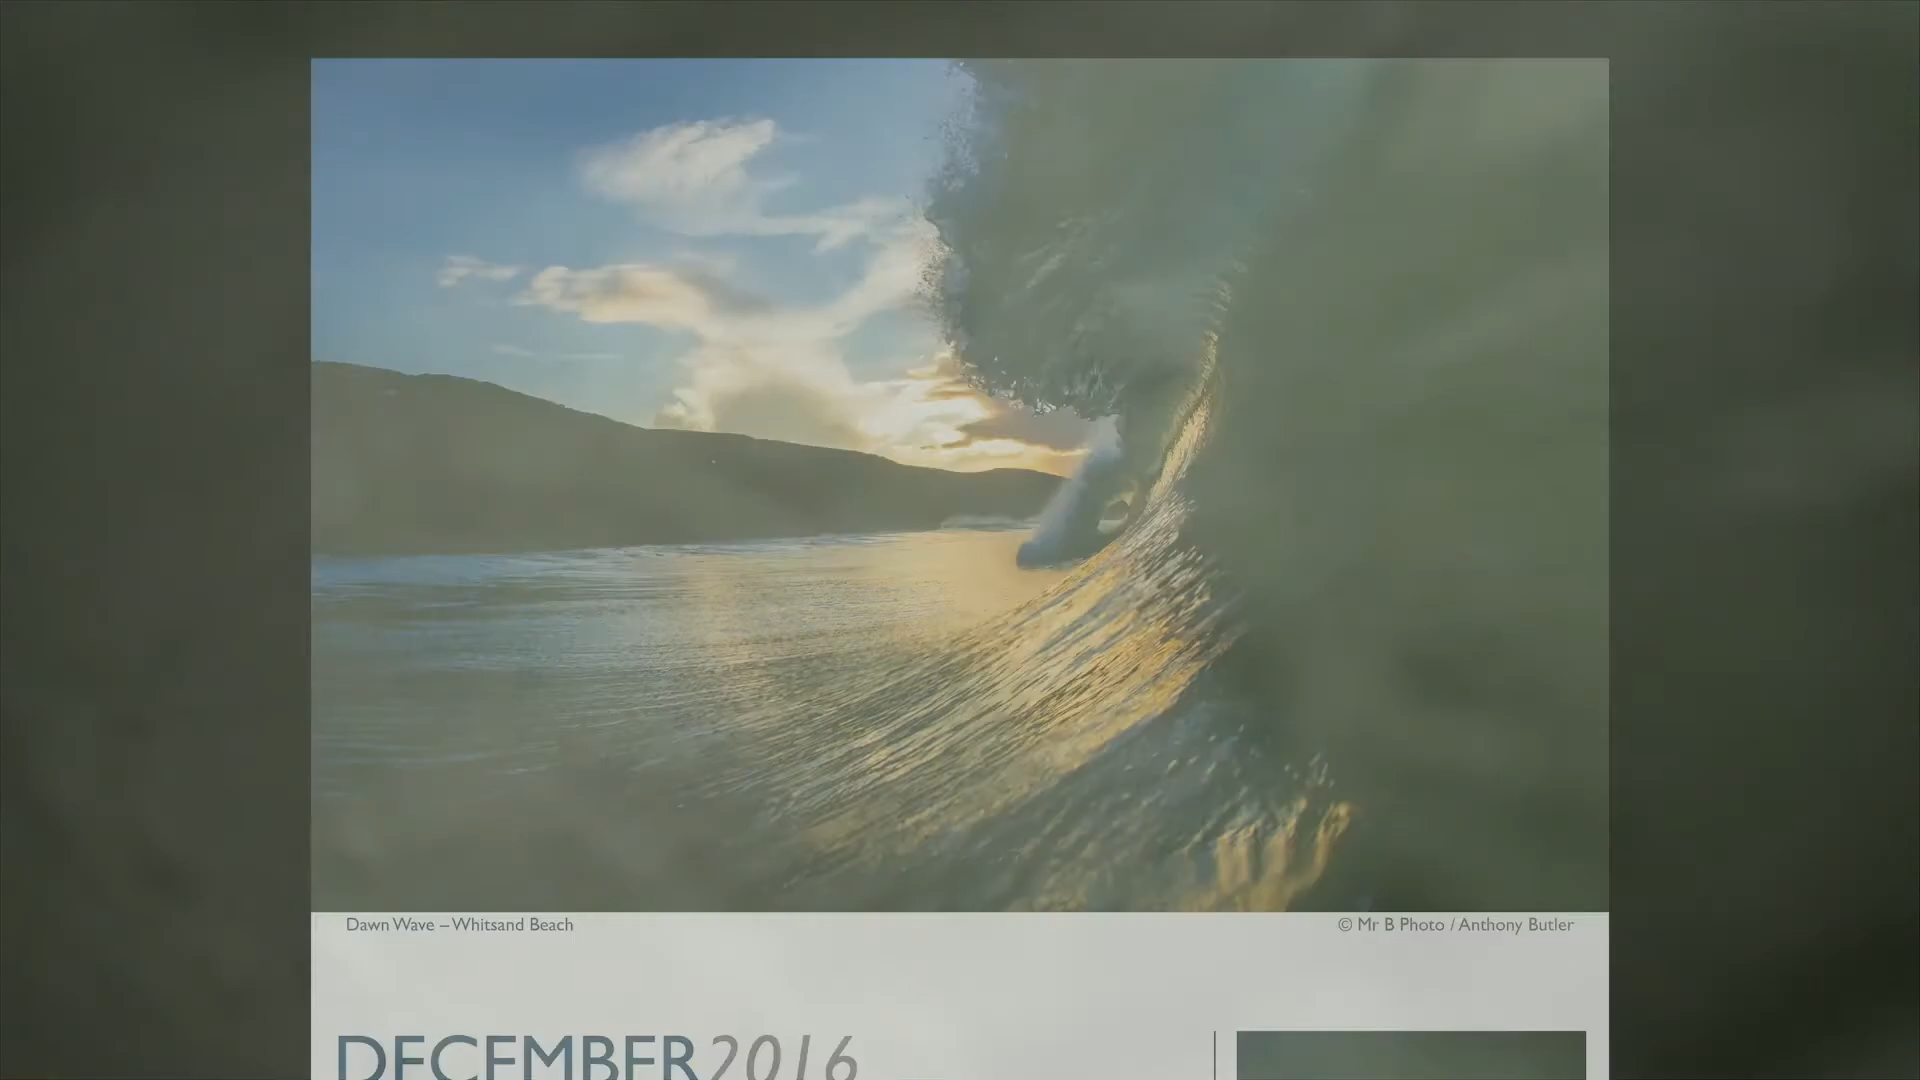 Dawn Wave – Whitsand Beach
© Mr B Photo / Anthony Butler
DECEMBER 2016